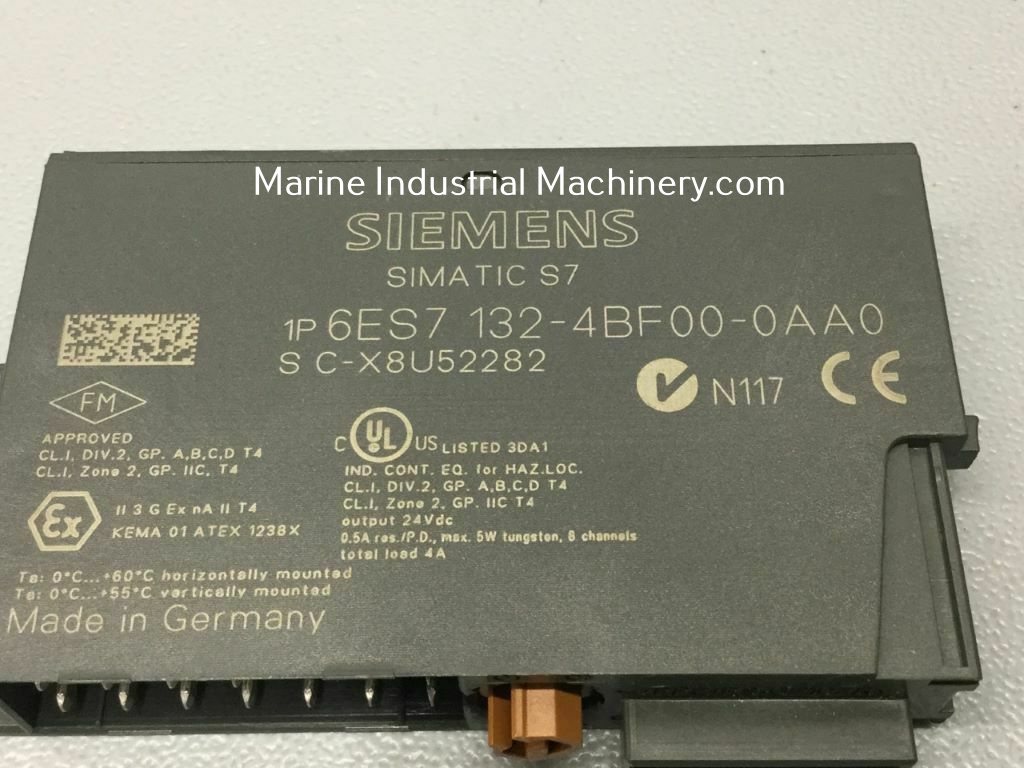 Marine Industrial Machinery.com
SIEMENS
SIMATIC S7
1P 6ES7 132-4BF00-0AA0
S C-X8U52282
N117 CE
FM
APPROVED
CL.I, DIV.2, GP. A,B,C,D T4
CL.I, Zone 2, GP. IIC, T4
C UL US LISTED 3DA1
IND. CONT. EQ. for HAZ.LOC.
CL.I, DIV.2, GP. A,B,C,D T4
CL.I, Zone 2, GP. IIC T4
output 24Vdc
0.5A res./P.D., max. 5W tungsten, 8 channels
total load 4A
Ex
II 3 G Ex nA II T4
KEMA 01 ATEX 1238X
Ta: 0°C...+60°C horizontally mounted
Ta: 0°C...+55°C vertically mounted
Made in Germany